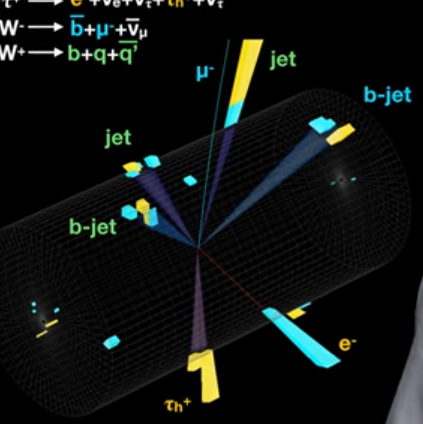 W⁻ ⟶ b̄+μ⁻+ν̄μ
W⁺ ⟶ b+q+q̄'
jet
μ⁻
b-jet
jet
b-jet
e⁻
τh⁺